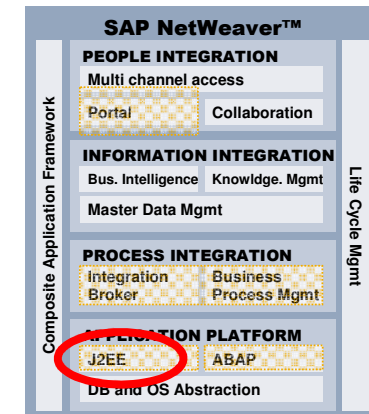 SAP NetWeaver™
Composite Application Framework
PEOPLE INTEGRATION
Multi channel access
Portal
Collaboration
INFORMATION INTEGRATION
Bus. Intelligence
Knowldge. Mgmt
Master Data Mgmt
PROCESS INTEGRATION
Integration
Broker
Business
Process Mgmt
APPLICATION PLATFORM
J2EE
ABAP
DB and OS Abstraction
Life Cycle Mgmt